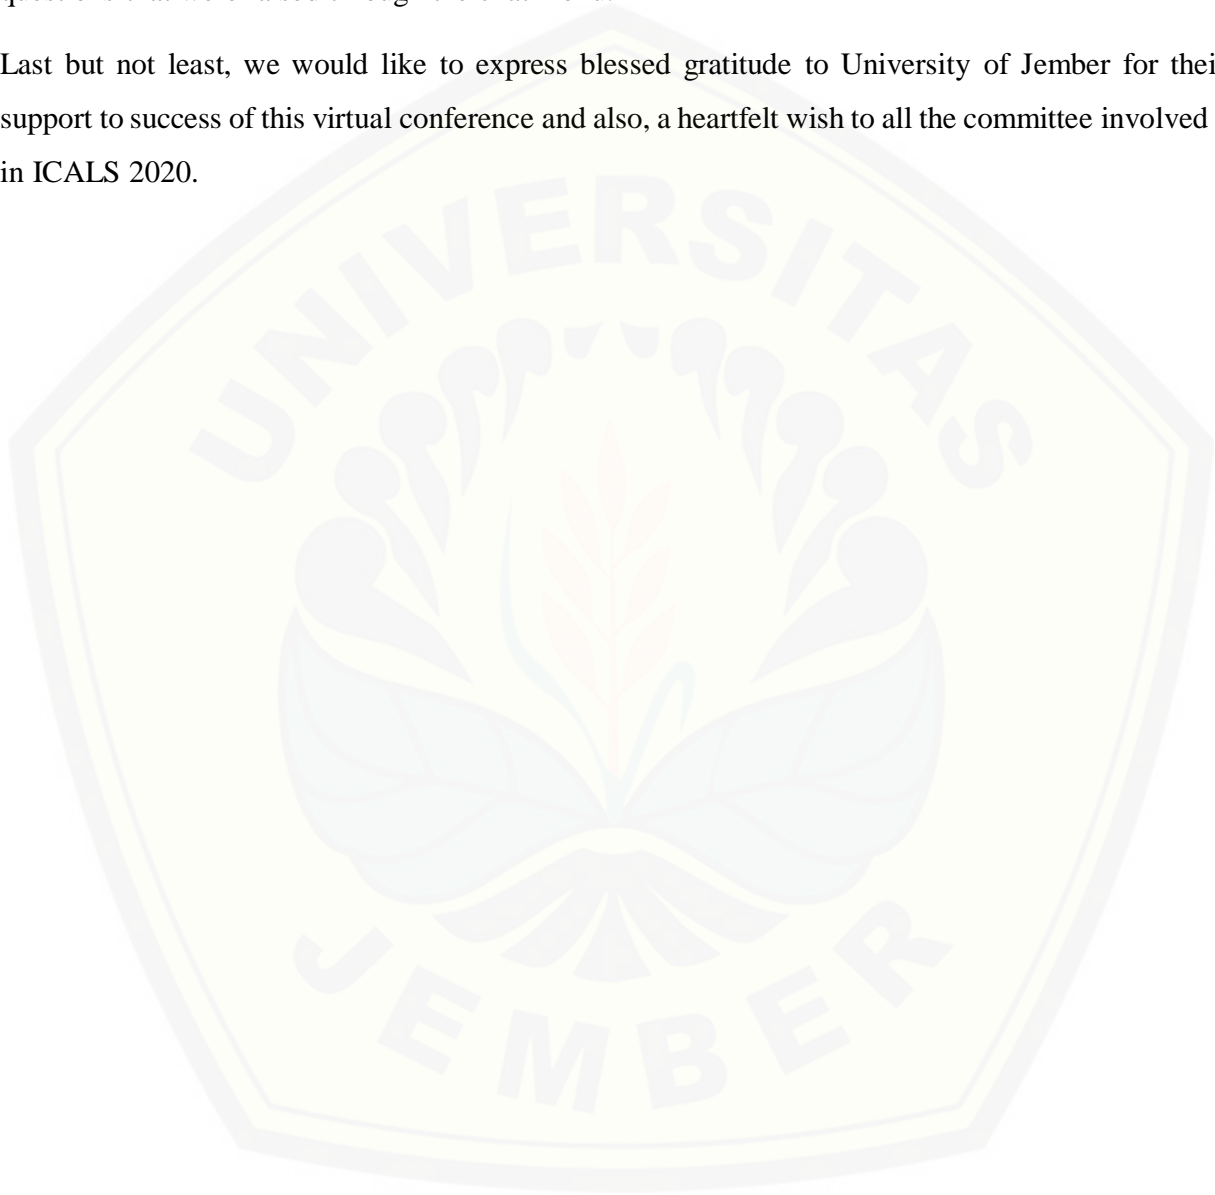 Last but not least, we would like to express blessed gratitude to University of Jember for thei
support to success of this virtual conference and also, a heartfelt wish to all the committee involved
in ICALS 2020.
UNIVERSITAS
JEMBER